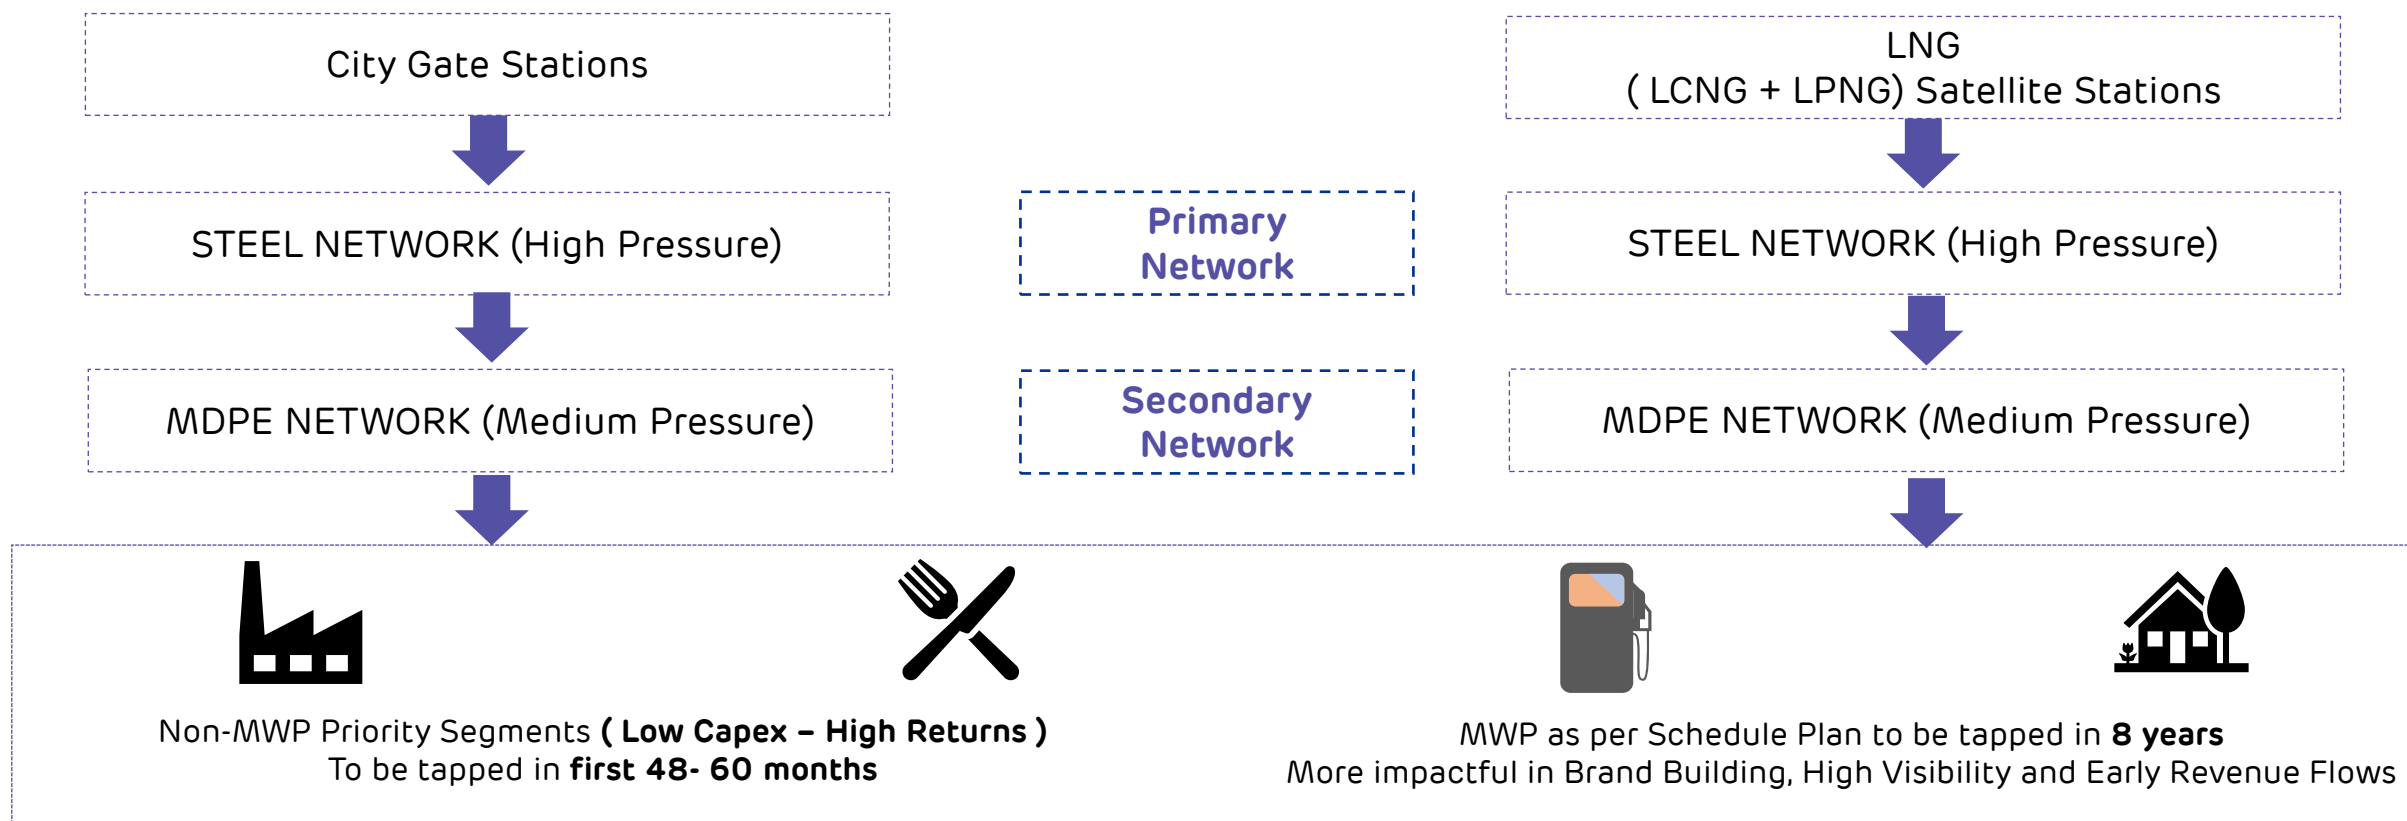 City Gate Stations
LNG
( LCNG + LPNG) Satellite Stations
STEEL NETWORK (High Pressure)
Primary
Network
STEEL NETWORK (High Pressure)
MDPE NETWORK (Medium Pressure)
Secondary
Network
MDPE NETWORK (Medium Pressure)
Non-MWP Priority Segments ( Low Capex – High Returns )
To be tapped in first 48- 60 months
MWP as per Schedule Plan to be tapped in 8 years
More impactful in Brand Building, High Visibility and Early Revenue Flows